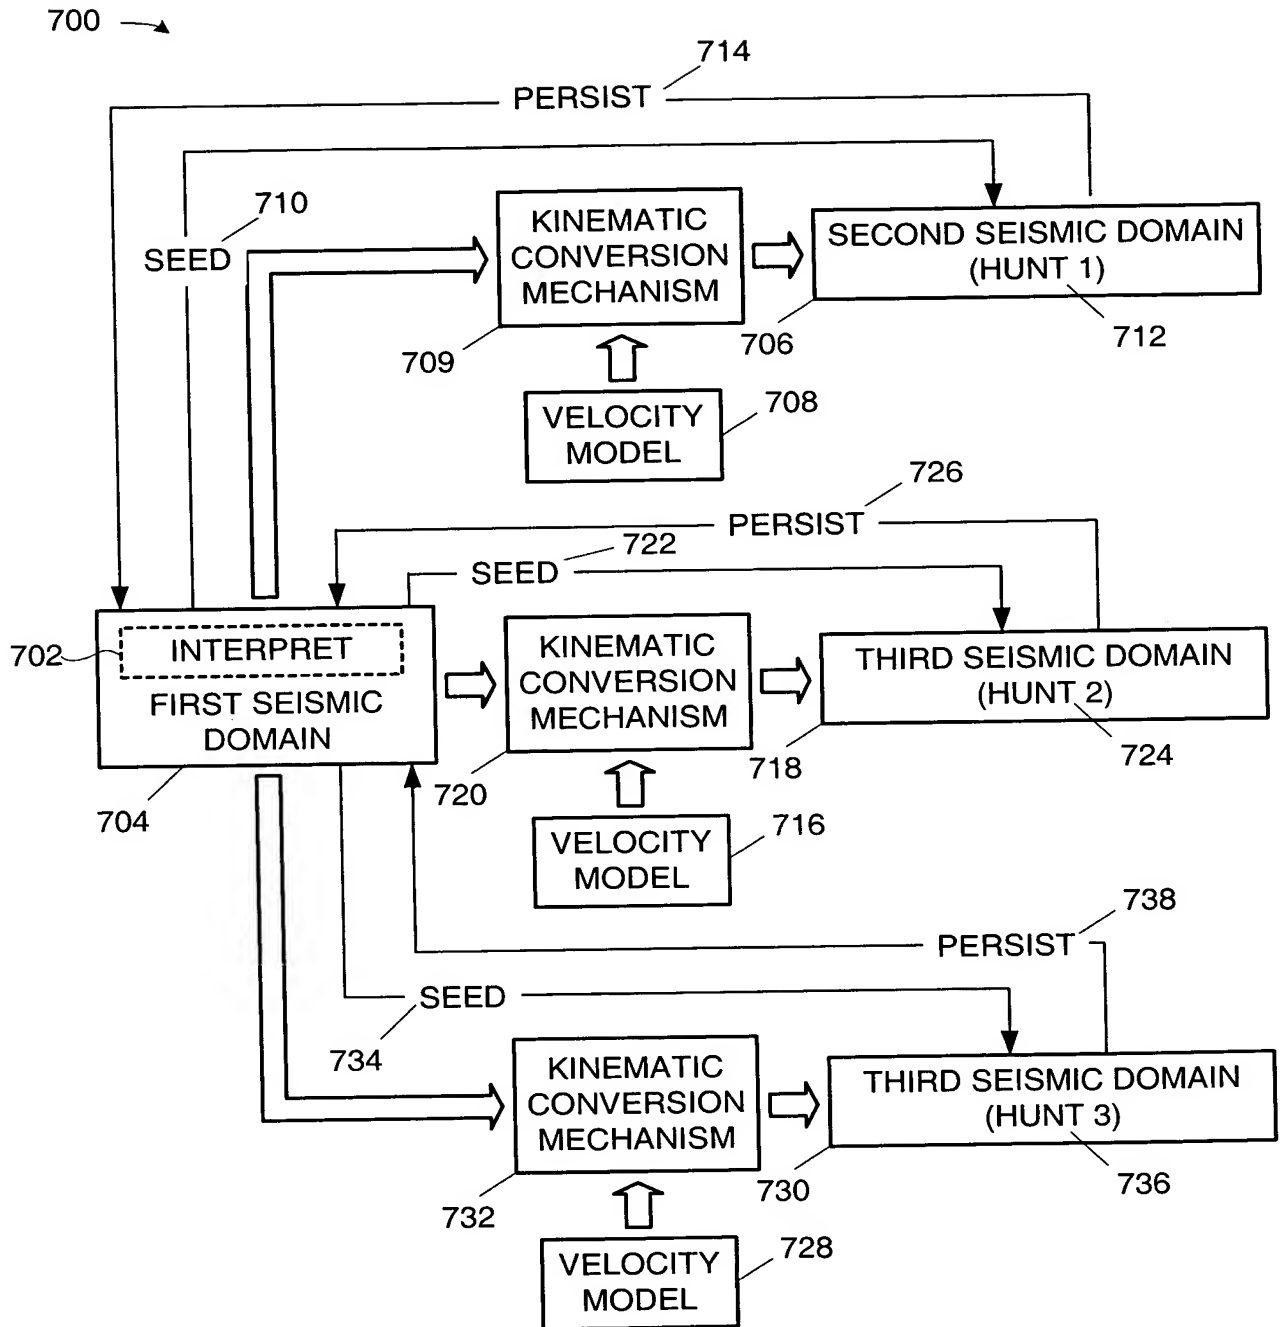 700
714
PERSIST
710
SEED
KINEMATIC
CONVERSION
MECHANISM
SECOND SEISMIC DOMAIN
(HUNT 1)
709
706
712
VELOCITY
MODEL
708
726
PERSIST
722
SEED
702
INTERPRET
FIRST SEISMIC
DOMAIN
KINEMATIC
CONVERSION
MECHANISM
THIRD SEISMIC DOMAIN
(HUNT 2)
704
720
718
724
VELOCITY
MODEL
716
738
PERSIST
SEED
734
KINEMATIC
CONVERSION
MECHANISM
THIRD SEISMIC DOMAIN
(HUNT 3)
732
730
736
VELOCITY
MODEL
728